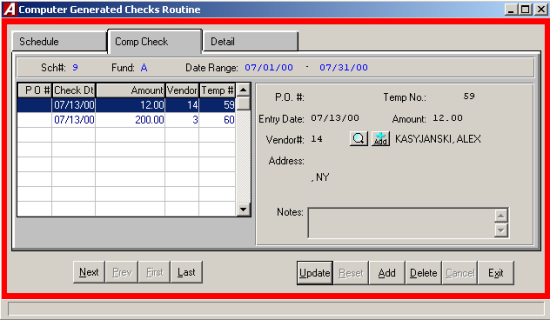 Computer Generated Checks Routine
Schedule Comp Check Detail
Sch#: 9 Fund: A Date Range: 07/01/00 - 07/31/00
P O # Check Dt Amount Vendor Temp #
07/13/00 12.00 14 59
07/13/00 200.00 3 60
P.O. #: Temp No.: 59
Entry Date: 07/13/00 Amount: 12.00
Vendor#: 14 Add KASYJANSKI, ALEX
Address:
, NY
Notes:
Next Prev First Last Update Reset Add Delete Cancel Exit